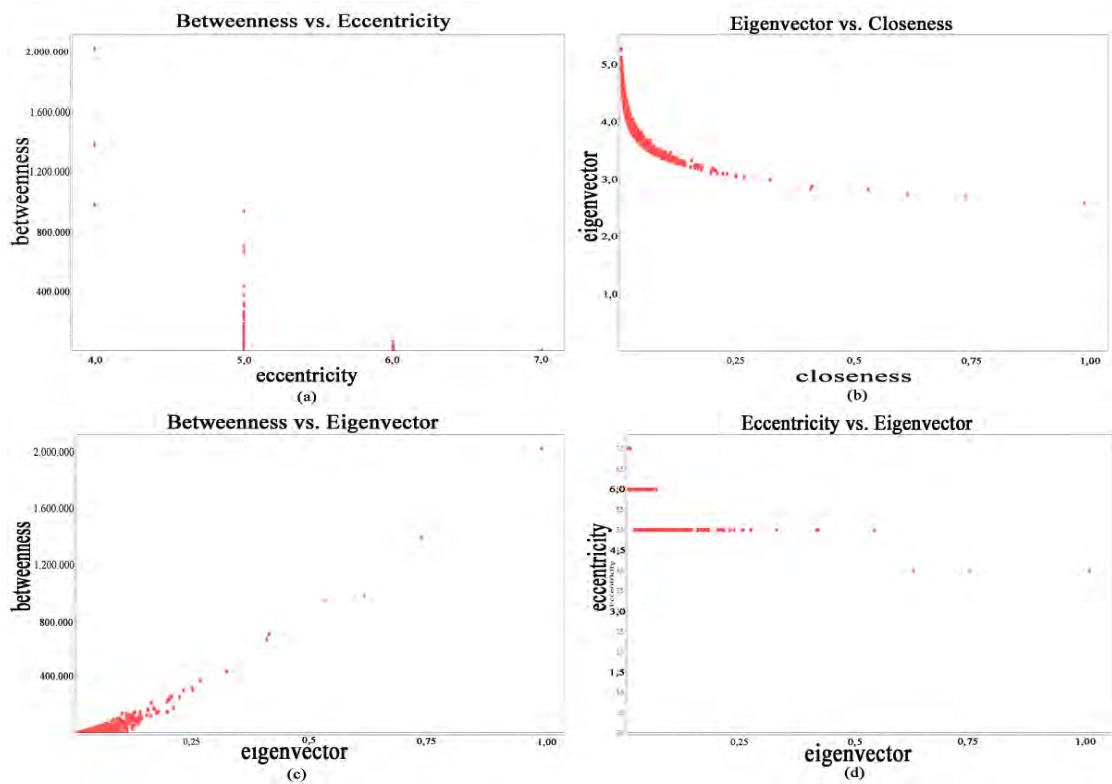 Betweenness vs. Eccentricity
2,000.000
1.600.000
1,200.000
800.000
400.000
betweenness
4,0
5,0
6,0
7,0
eccentricity
(a)
Eigenvector vs. Closeness
5,0
4,0
3,0
2,0
1,0
eigenvector
0,25
0,5
0,75
1,00
closeness
(b)
Betweenness vs. Eigenvector
2.000.000
1.600.000
1,200.000
800.000
400.000
betweenness
0,25
0,5
0,75
1,00
eigenvector
(c)
Eccentricity vs. Eigenvector
6,0
4,5
3,0
1,5
eccentricity
0,25
0,5
0,75
1,00
eigenvector
(d)